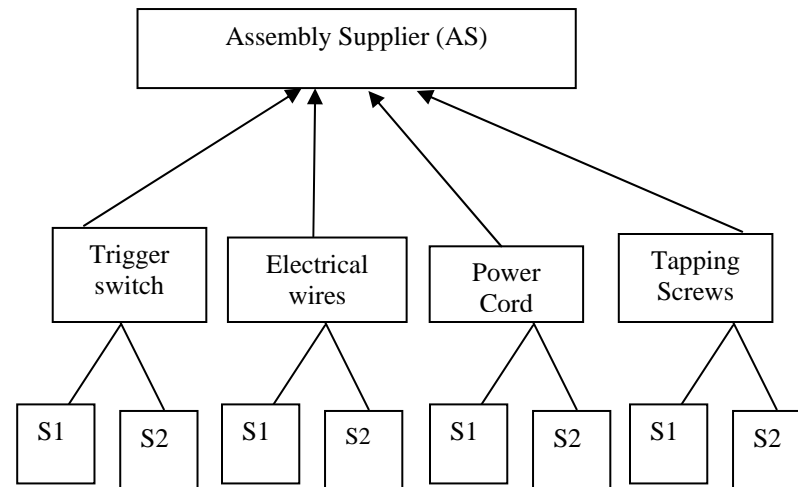 Assembly Supplier (AS)
Trigger
switch
Electrical
wires
Power
Cord
Tapping
Screws
S1
S2
S1
S2
S1
S2
S1
S2